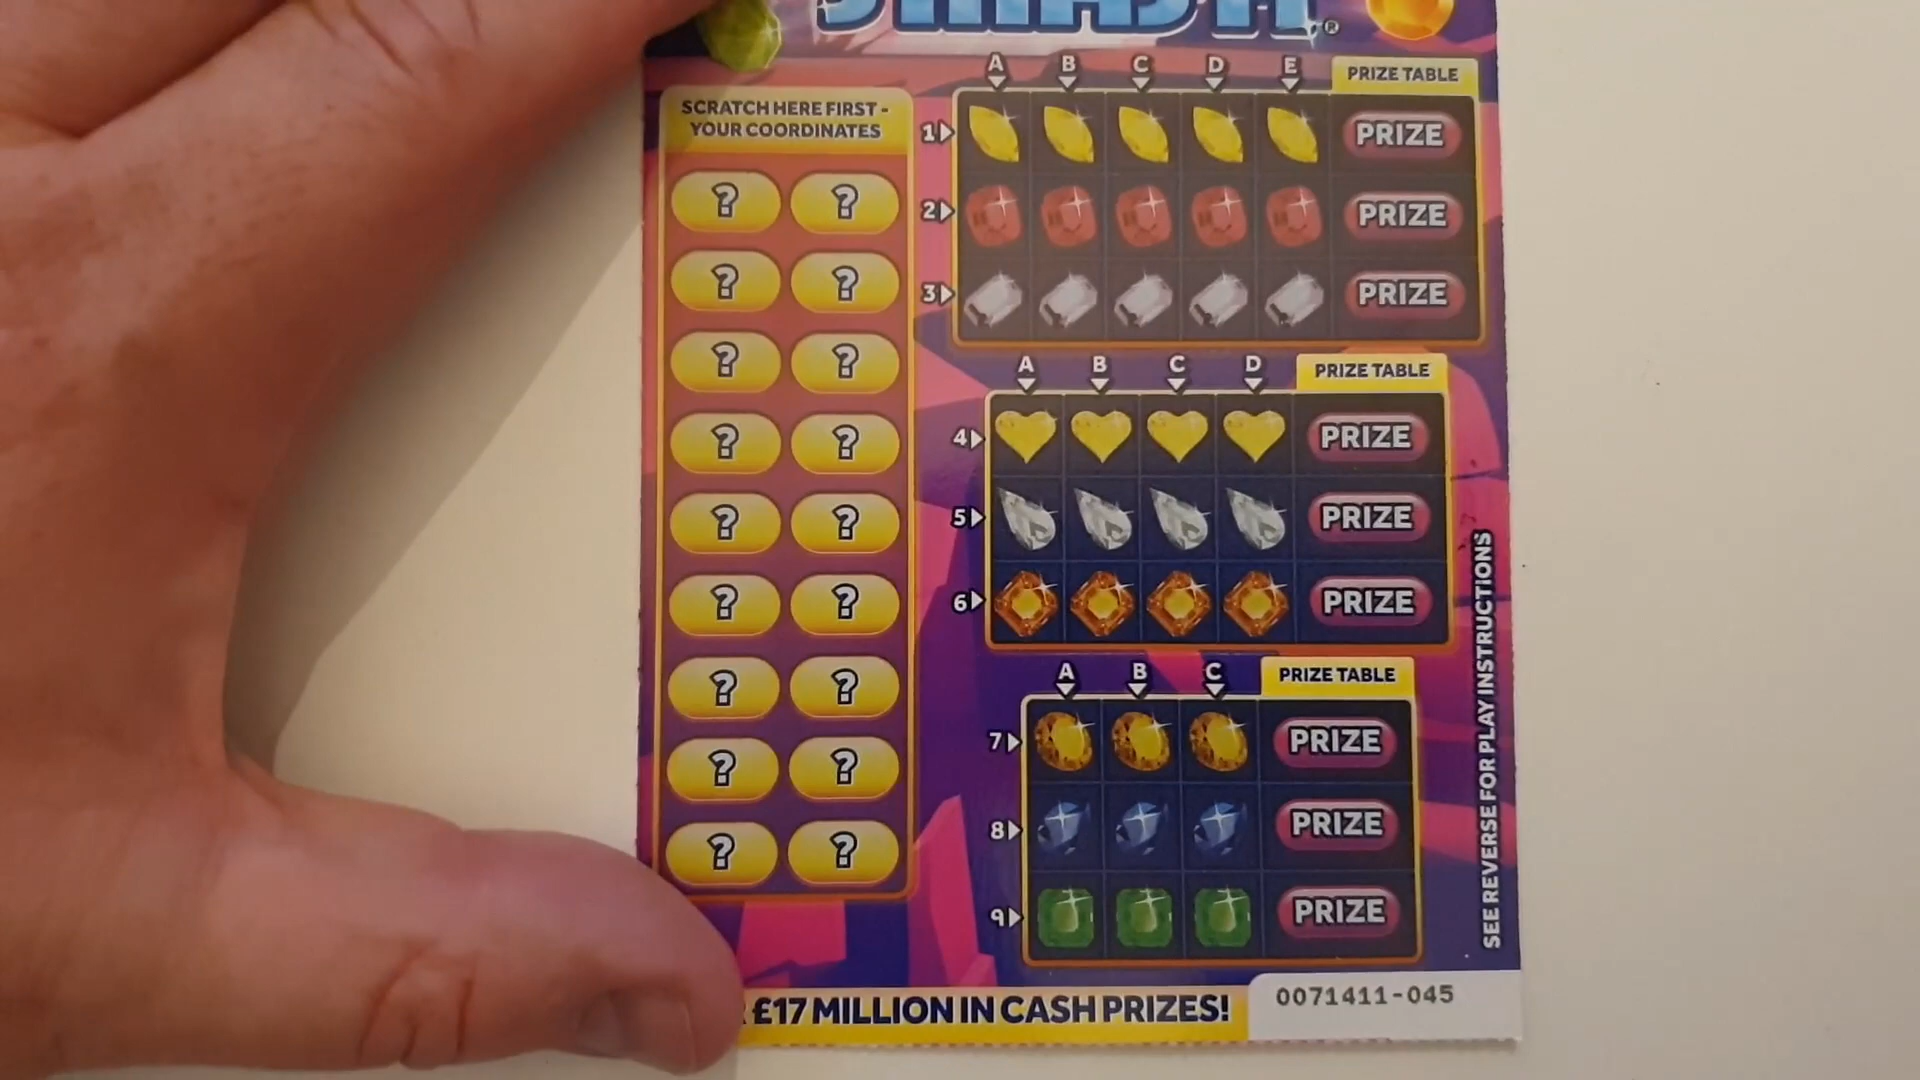 SMASH®
SCRATCH HERE FIRST -
YOUR COORDINATES
? ?
? ?
? ?
? ?
? ?
? ?
? ?
? ?
? ?
A B C D E PRIZE TABLE
1 PRIZE
2 PRIZE
3 PRIZE
A B C D PRIZE TABLE
4 PRIZE
5 PRIZE
6 PRIZE
A B C PRIZE TABLE
7 PRIZE
8 PRIZE
9 PRIZE
SEE REVERSE FOR PLAY INSTRUCTIONS
£17 MILLION IN CASH PRIZES!
0071411-045